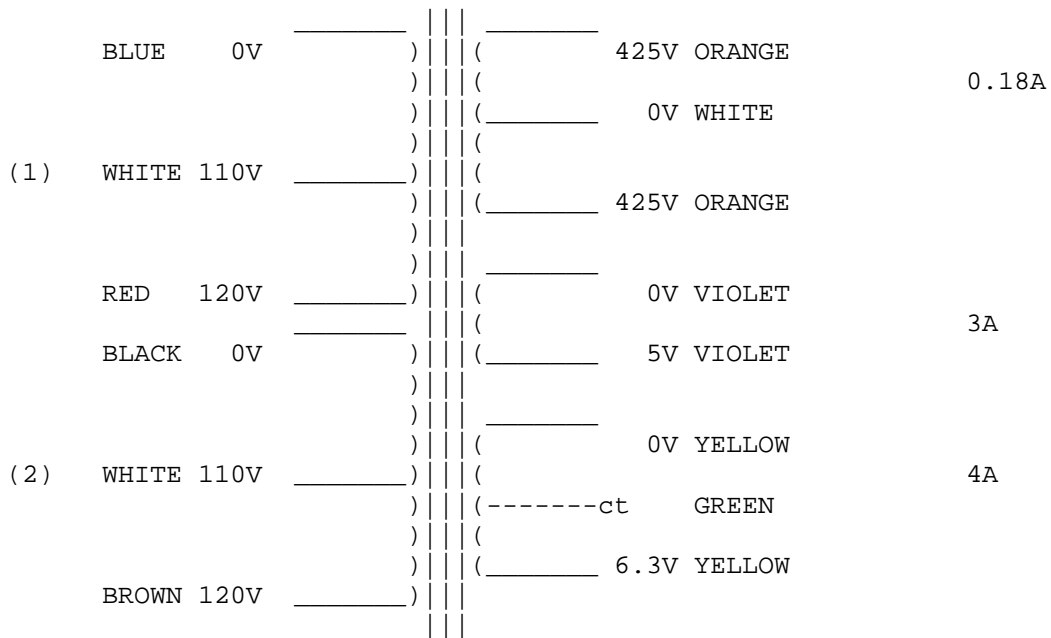 BLUE 0V 425V ORANGE
0.18A
0V WHITE
(1) WHITE 110V
425V ORANGE
RED 120V 0V VIOLET
3A
BLACK 0V 5V VIOLET
0V YELLOW
(2) WHITE 110V 4A
ct GREEN
6.3V YELLOW
BROWN 120V